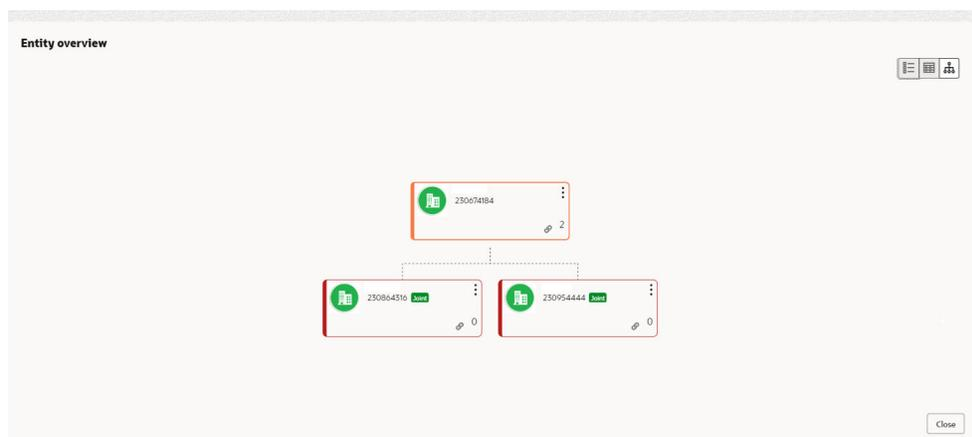 Entity overview
230674184
2
230864316 Joint
0
230954444 Joint
0
Close